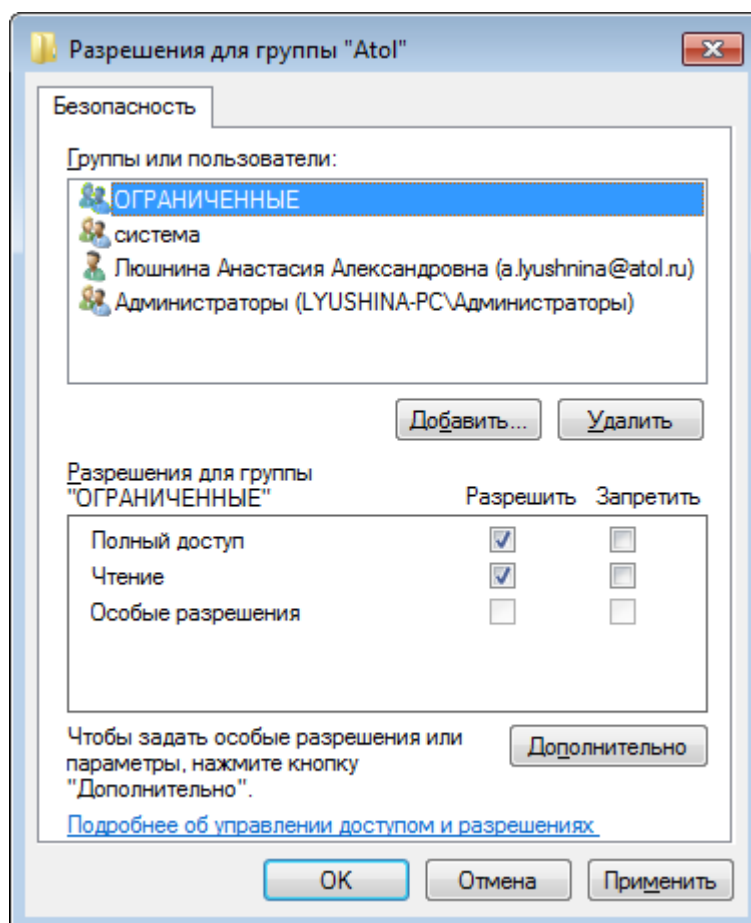 Разрешения для группы "Atol"
Безопасность
Группы или пользователи:
ОГРАНИЧЕННЫЕ
система
Люшнина Анастасия Александровна (a.lyushnina@atol.ru)
Администраторы (LYUSHINA-PC\Администраторы)
Добавить... Удалить
Разрешения для группы
"ОГРАНИЧЕННЫЕ" Разрешить Запретить
Полный доступ
Чтение
Особые разрешения
Чтобы задать особые разрешения или
параметры, нажмите кнопку
"Дополнительно".
Дополнительно
Подробнее об управлении доступом и разрешениях
OK Отмена Применить